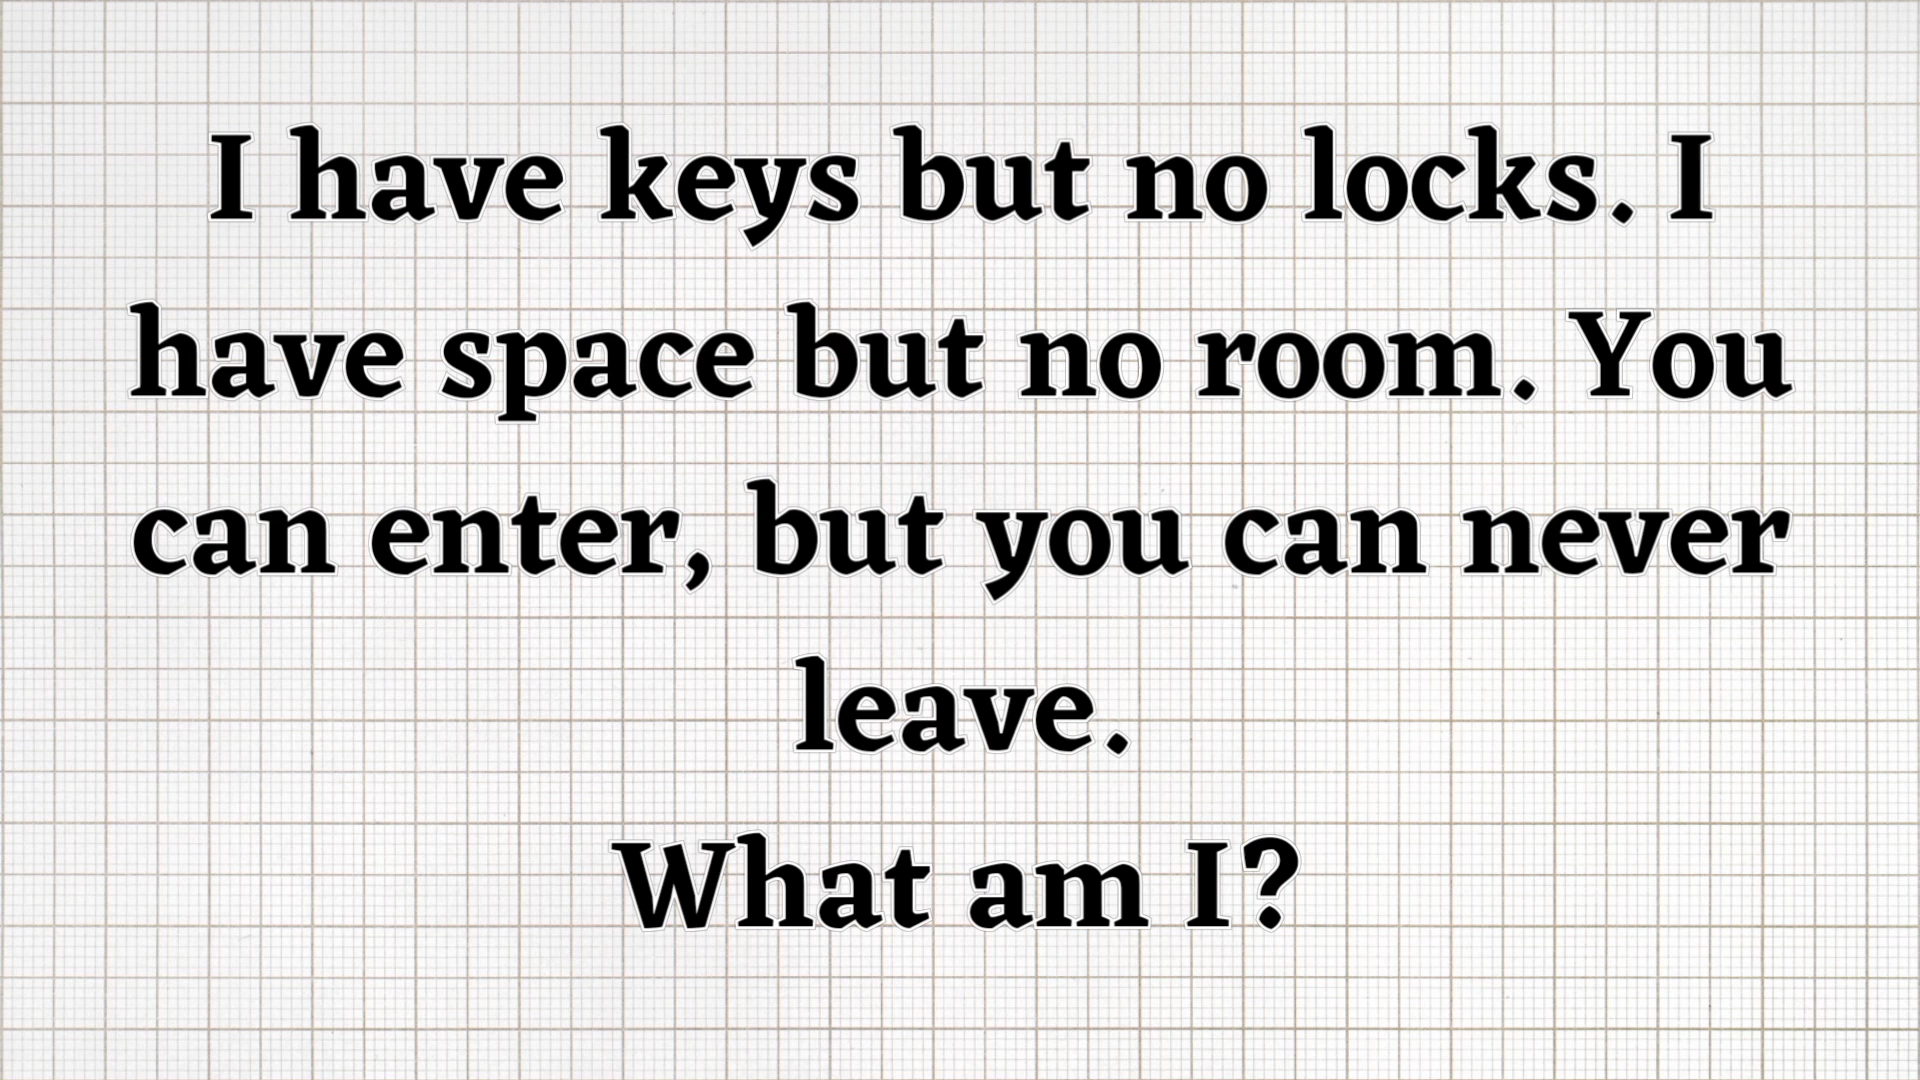 I have keys but no locks. I
have space but no room. You
can enter, but you can never
leave.
What am I?